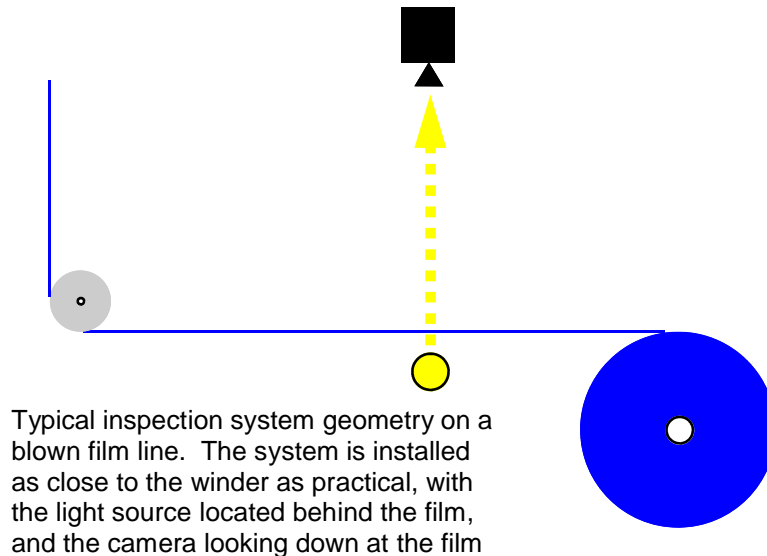 Typical inspection system geometry on a
blown film line.  The system is installed
as close to the winder as practical, with
the light source located behind the film,
and the camera looking down at the film